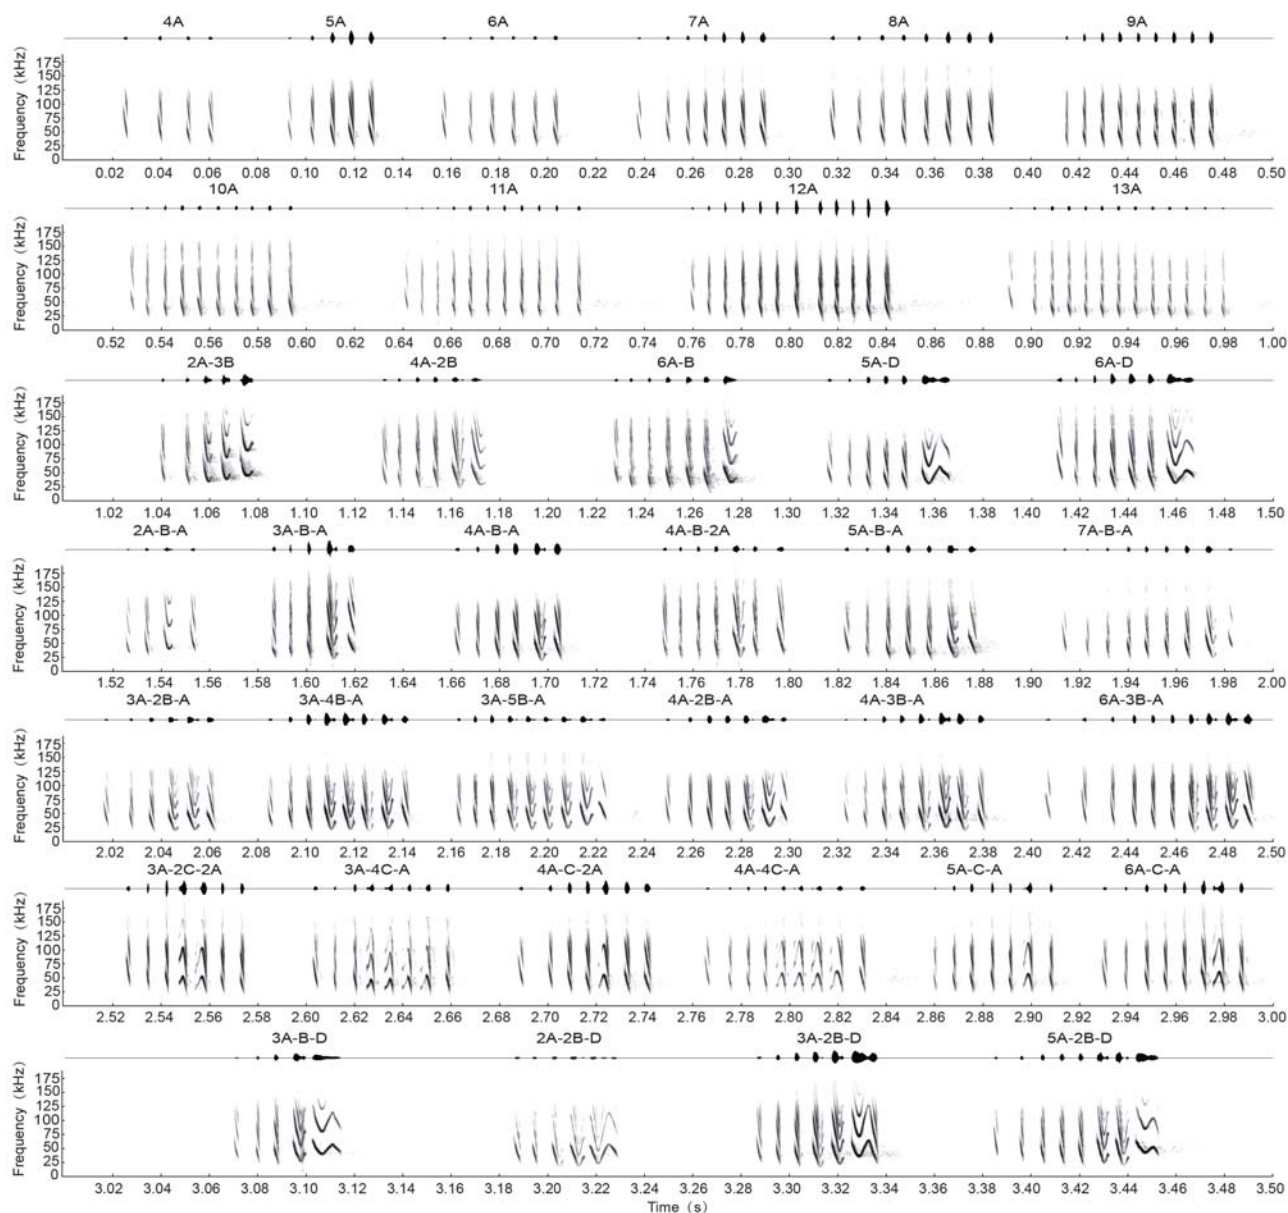 4A 5A 6A 7A 8A 9A
Frequency (kHz)
175
150
125
100
75
50
25
0
0.02 0.04 0.06 0.08 0.10 0.12 0.14 0.16 0.18 0.20 0.22 0.24 0.26 0.28 0.30 0.32 0.34 0.36 0.38 0.40 0.42 0.44 0.46 0.48 0.50
10A 11A 12A 13A
Frequency (kHz)
175
150
125
100
75
50
25
0
0.52 0.54 0.56 0.58 0.60 0.62 0.64 0.66 0.68 0.70 0.72 0.74 0.76 0.78 0.80 0.82 0.84 0.86 0.88 0.90 0.92 0.94 0.96 0.98 1.00
2A-3B 4A-2B 6A-B 5A-D 6A-D
Frequency (kHz)
175
150
125
100
75
50
25
0
1.02 1.04 1.06 1.08 1.10 1.12 1.14 1.16 1.18 1.20 1.22 1.24 1.26 1.28 1.30 1.32 1.34 1.36 1.38 1.40 1.42 1.44 1.46 1.48 1.50
2A-B-A 3A-B-A 4A-B-A 4A-B-2A 5A-B-A 7A-B-A
Frequency (kHz)
175
150
125
100
75
50
25
0
1.52 1.54 1.56 1.58 1.60 1.62 1.64 1.66 1.68 1.70 1.72 1.74 1.76 1.78 1.80 1.82 1.84 1.86 1.88 1.90 1.92 1.94 1.96 1.98 2.00
3A-2B-A 3A-4B-A 3A-5B-A 4A-2B-A 4A-3B-A 6A-3B-A
Frequency (kHz)
175
150
125
100
75
50
25
0
2.02 2.04 2.06 2.08 2.10 2.12 2.14 2.16 2.18 2.20 2.22 2.24 2.26 2.28 2.30 2.32 2.34 2.36 2.38 2.40 2.42 2.44 2.46 2.48 2.50
3A-2C-2A 3A-4C-A 4A-C-2A 4A-4C-A 5A-C-A 6A-C-A
Frequency (kHz)
175
150
125
100
75
50
25
0
2.52 2.54 2.56 2.58 2.60 2.62 2.64 2.66 2.68 2.70 2.72 2.74 2.76 2.78 2.80 2.82 2.84 2.86 2.88 2.90 2.92 2.94 2.96 2.98 3.00
3A-B-D 2A-2B-D 3A-2B-D 5A-2B-D
Frequency (kHz)
175
150
125
100
75
50
25
0
3.02 3.04 3.06 3.08 3.10 3.12 3.14 3.16 3.18 3.20 3.22 3.24 3.26 3.28 3.30 3.32 3.34 3.36 3.38 3.40 3.42 3.44 3.46 3.48 3.50
Time (s)